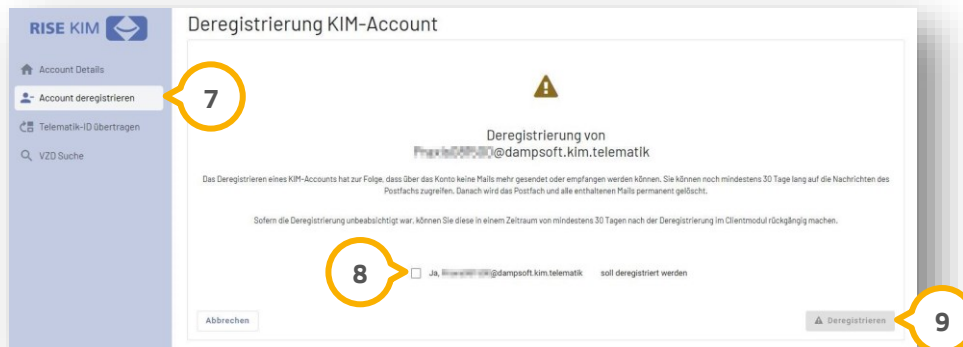 RISE KIM
Account Details
Account deregistrieren
Telematik-ID übertragen
VZD Suche
7
Deregistrierung KIM-Account
Deregistrierung von
@dampsoft.kim.telematik
Das Deregistrieren eines KIM-Accounts hat zur Folge, dass über das Konto keine Mails mehr gesendet oder empfangen werden können. Sie können noch mindestens 30 Tage lang auf die Nachrichten des
Postfachs zugreifen. Danach wird das Postfach und alle enthaltenen Mails permanent gelöscht.
Sofern die Deregistrierung unbeabsichtigt war, können Sie diese in einem Zeitraum von mindestens 30 Tagen nach der Deregistrierung im Clientmodul rückgängig machen.
8
Ja, @dampsoft.kim.telematik soll deregistriert werden
Abbrechen
Deregistrieren
9